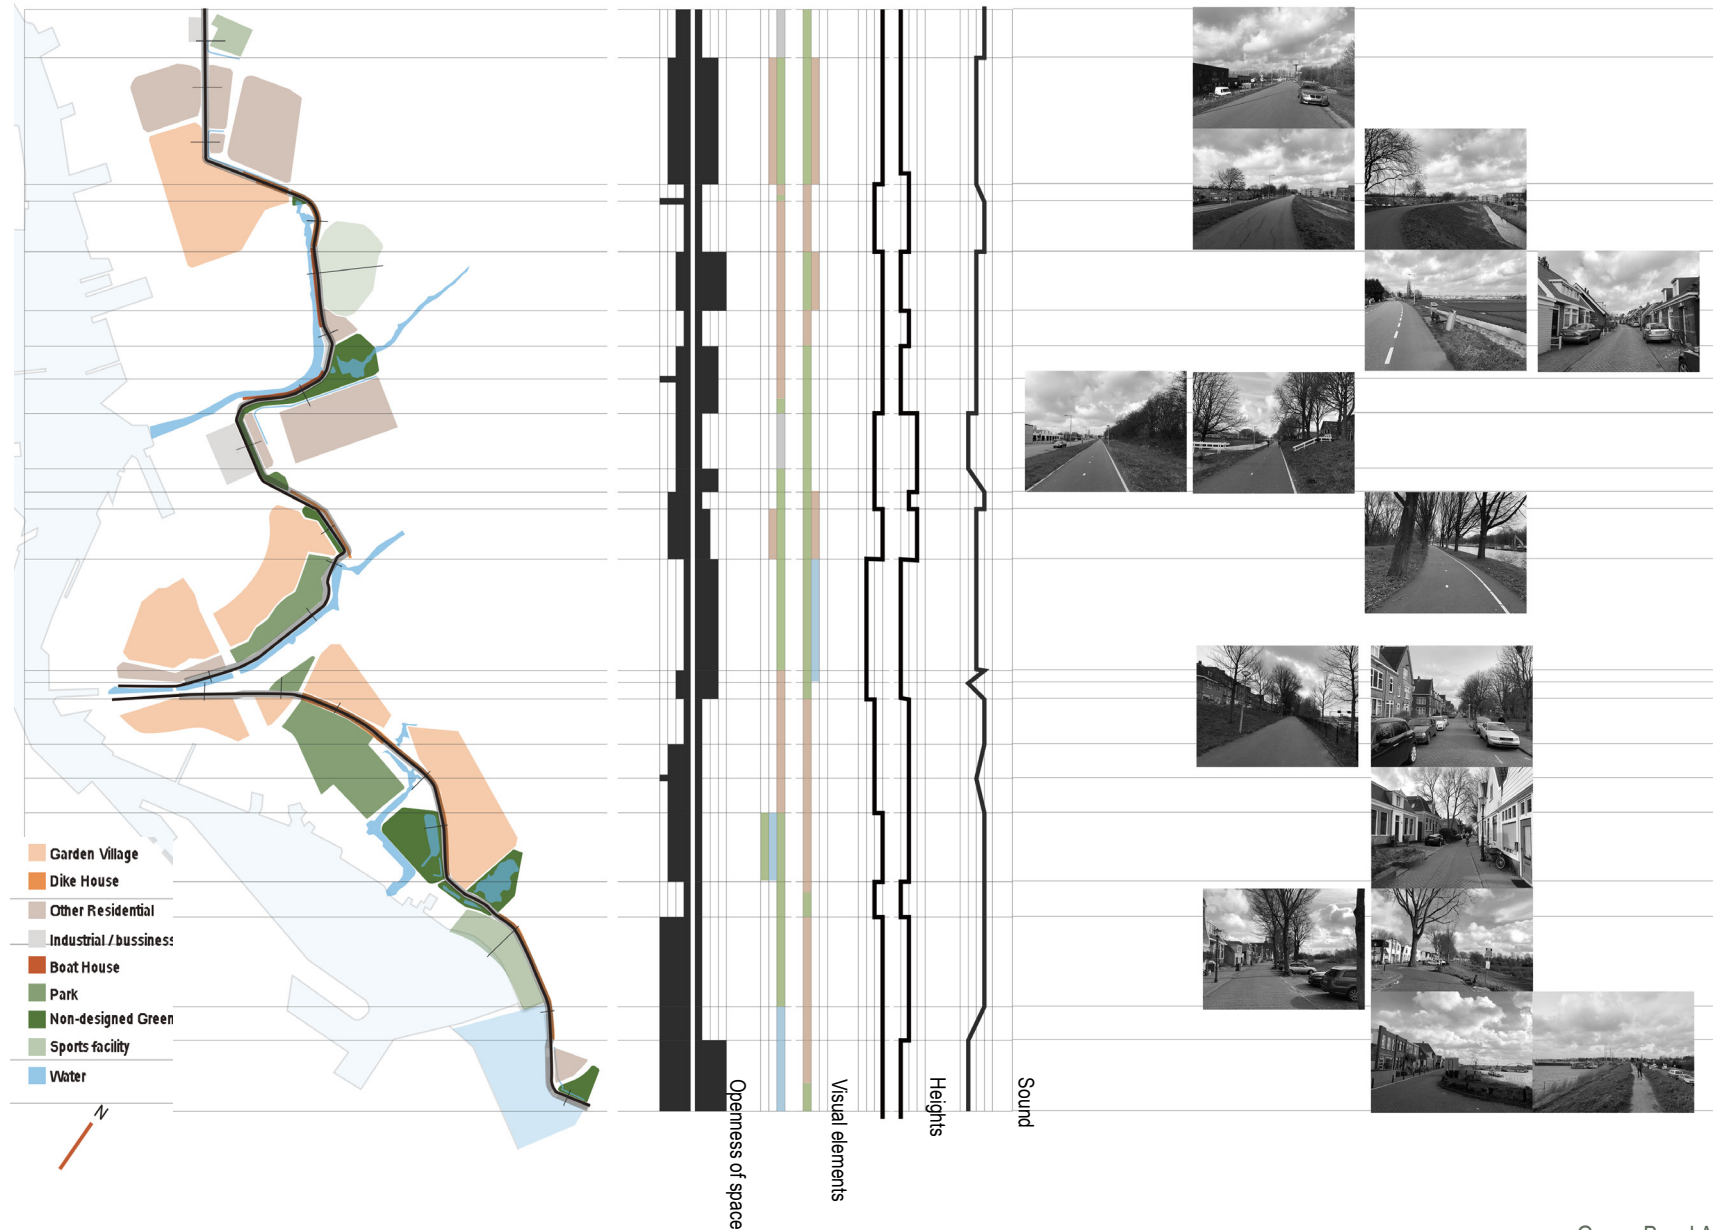 Garden Village
Dike House
Other Residential
Industrial / bussiness
Boat House
Park
Non-designed Green
Sports facility
Water
N
Openness of space
Visual elements
Heights
Sound